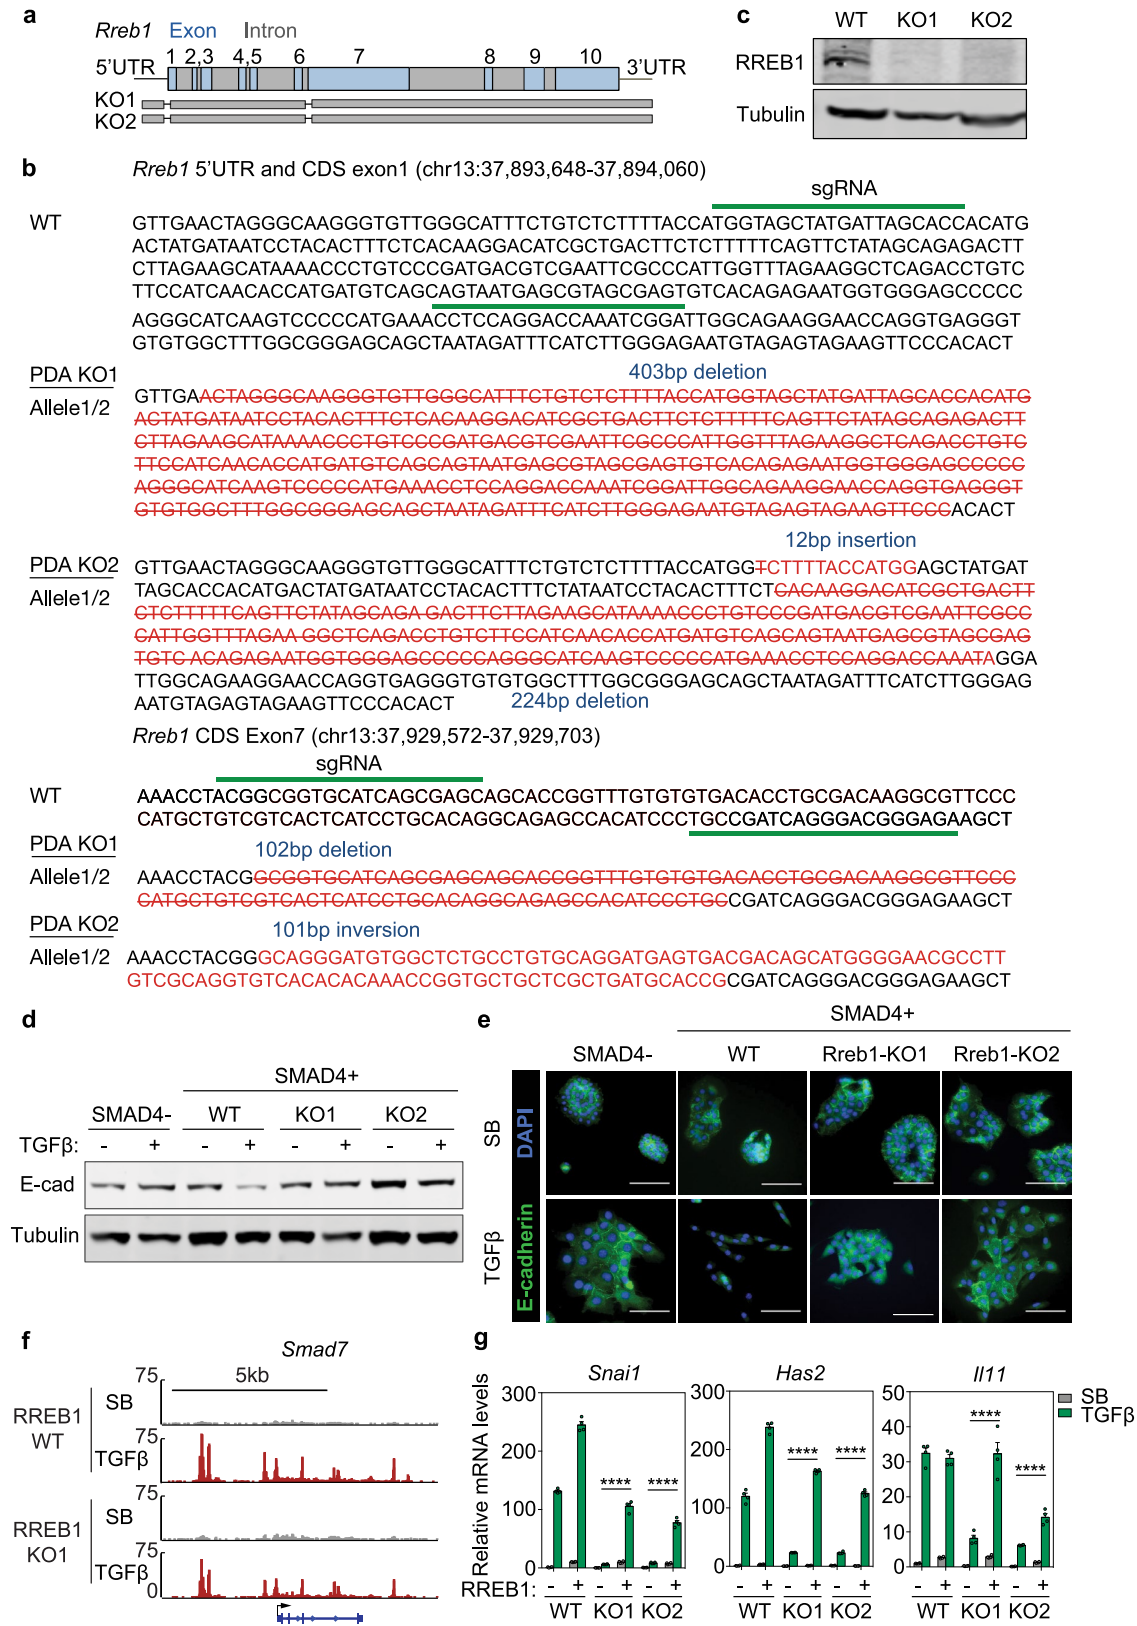 a
Rreb1 Exon Intron
1 2,3 4,5 6 7 8 9 10
5'UTR 3'UTR
KO1
KO2
c
WT KO1 KO2
RREB1
Tubulin
b
Rreb1 5'UTR and CDS exon1 (chr13:37,893,648-37,894,060)
sgRNA
WT
GTTGAACTAGGGCAAGGGTGTTGGGCATTTCTGTCTCTTTTACCATGGTAGCTATGATTAGCACCACATG
ACTATGATAATCCTACACTTTCTCACAAGGACATCGCTGACTTCTCTTTTTCAGTTCTATAGCAGAGACTT
CTTAGAAGCATAAAACCCTGTCCCGATGACGTCGAATTCGCCCATTGGTTTAGAAGGCTCAGACCTGTC
TTCCATCAACACCATGATGTCAGCAGTAATGAGCGTAGCGAGTGTCACAGAGAATGGTGGGAGCCCCC
AGGGCATCAAGTCCCCCATGAAACCTCCAGGACCAAATCGGATTGGCAGAAGGAACCAGGTGAGGGT
GTGTGGCTTTGGCGGGAGCAGCTAATAGATTTCATCTTGGGAGAATGTAGAGTAGAAGTTCCCACACT
PDA KO1
Allele1/2
403bp deletion
GTTGAACTAGGGCAAGGGTGTTGGGCATTTCTGTCTCTTTTACCATGGTAGCTATGATTAGCACCACATG
ACTATGATAATCCTACACTTTCTCACAAGGACATCGCTGACTTCTCTTTTTCAGTTCTATAGCAGAGACTT
CTTAGAAGCATAAAACCCTGTCCCGATGACGTCGAATTCGCCCATTGGTTTAGAAGGCTCAGACCTGTC
TTCCATCAACACCATGATGTCAGCAGTAATGAGCGTAGCGAGTGTCACAGAGAATGGTGGGAGCCCCC
AGGGCATCAAGTCCCCCATGAAACCTCCAGGACCAAATCGGATTGGCAGAAGGAACCAGGTGAGGGT
GTGTGGCTTTGGCGGGAGCAGCTAATAGATTTCATCTTGGGAGAATGTAGAGTAGAAGTTCCCACACT
12bp insertion
PDA KO2
Allele1/2
GTTGAACTAGGGCAAGGGTGTTGGGCATTTCTGTCTCTTTTACCATGGTCTTTTACCATGGAGCTATGAT
TAGCACCACATGACTATGATAATCCTACACTTTCTATAATCCTACACTTTCTCACAAGGACATCGCTGACTT
CTCTTTTTCAGTTCTATAGCAGA GACTTCTTAGAAGCATAAAACCCTGTCCCGATGACGTCGAATTCGCC
CATTGGTTTAGAA GGCTCAGACCTGTCTTCCATCAACACCATGATGTCAGCAGTAATGAGCGTAGCGAG
TGTC ACAGAGAATGGTGGGAGCCCCCAGGGCATCAAGTCCCCCATGAAACCTCCAGGACCAAATAGGA
TTGGCAGAAGGAACCAGGTGAGGGTGTGTGGCTTTGGCGGGAGCAGCTAATAGATTTCATCTTGGGAG
AATGTAGAGTAGAAGTTCCCACACT
224bp deletion
Rreb1 CDS Exon7 (chr13:37,929,572-37,929,703)
sgRNA
WT
AAACCTACGGCGGTGCATCAGCGAGCAGCACCGGTTTGTGTGTGACACCTGCGACAAGGCGTTCCC
CATGCTGTCGTCACTCATCCTGCACAGGCAGAGCCACATCCCTGCCGATCAGGGACGGGAGAAGCT
PDA KO1
Allele1/2
102bp deletion
AAACCTACGGCGGTGCATCAGCGAGCAGCACCGGTTTGTGTGTGACACCTGCGACAAGGCGTTCCC
CATGCTGTCGTCACTCATCCTGCACAGGCAGAGCCACATCCCTGCCGATCAGGGACGGGAGAAGCT
PDA KO2
Allele1/2
101bp inversion
AAACCTACGGGCAGGGATGTGGCTCTGCCTGTGCAGGATGAGTGACGACAGCATGGGGAACGCCTT
GTCGCAGGTGTCACACACAAACCGGTGCTGCTCGCTGATGCACCGCGATCAGGGACGGGAGAAGCT
d
SMAD4+
SMAD4- WT KO1 KO2
TGFβ: - + - + - + - +
E-cad
Tubulin
e
SMAD4+
SMAD4- WT Rreb1-KO1 Rreb1-KO2
SB
TGFβ
E-cadherin DAPI
f
Smad7
75
5kb
RREB1
WT
SB
75
TGFβ
75
RREB1
KO1
SB
75
TGFβ
0
g
Relative mRNA levels
Snai1
300
200
100
0
**** ****
Has2
300
200
100
0
**** ****
Il11
50
40
30
20
10
0
**** ****
SB
TGFβ
RREB1: - + - + - + - + - + - + - + - + - +
WT KO1 KO2 WT KO1 KO2 WT KO1 KO2